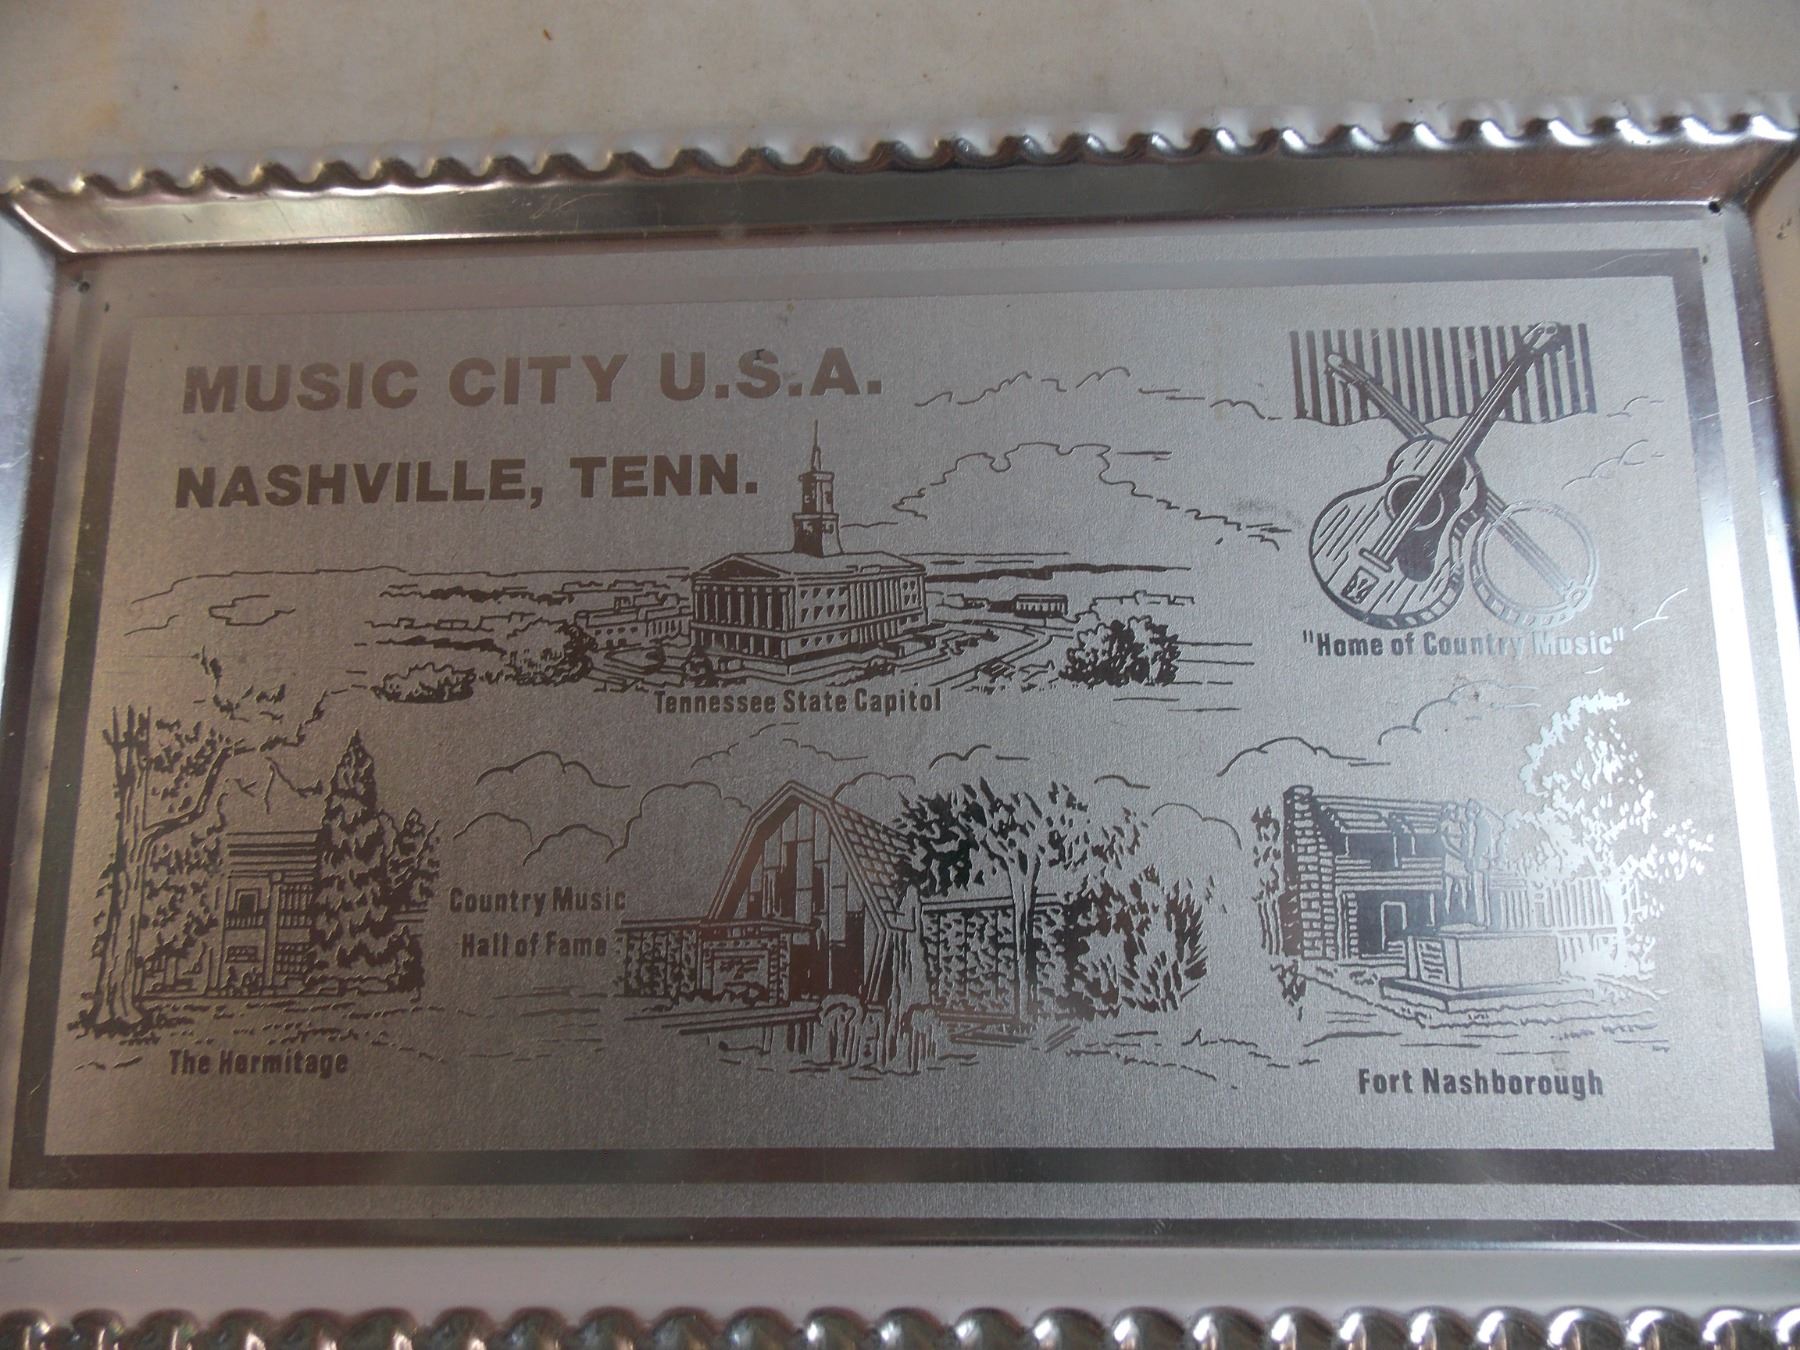 MUSIC CITY U.S.A.
NASHVILLE, TENN.
"Home of Country Music"
Tennessee State Capitol
Country Music
Hall of Fame
The Hermitage
Fort Nashborough